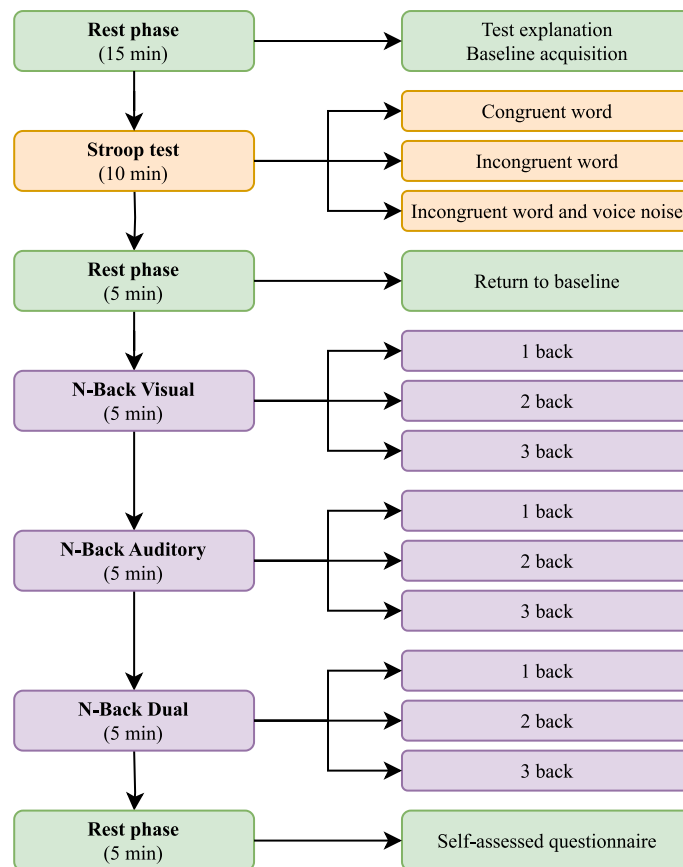 Rest phase
(15 min)
Test explanation
Baseline acquisition
Stroop test
(10 min)
Congruent word
Incongruent word
Incongruent word and voice noise
Rest phase
(5 min)
Return to baseline
N-Back Visual
(5 min)
1 back
2 back
3 back
N-Back Auditory
(5 min)
1 back
2 back
3 back
N-Back Dual
(5 min)
1 back
2 back
3 back
Rest phase
(5 min)
Self-assessed questionnaire